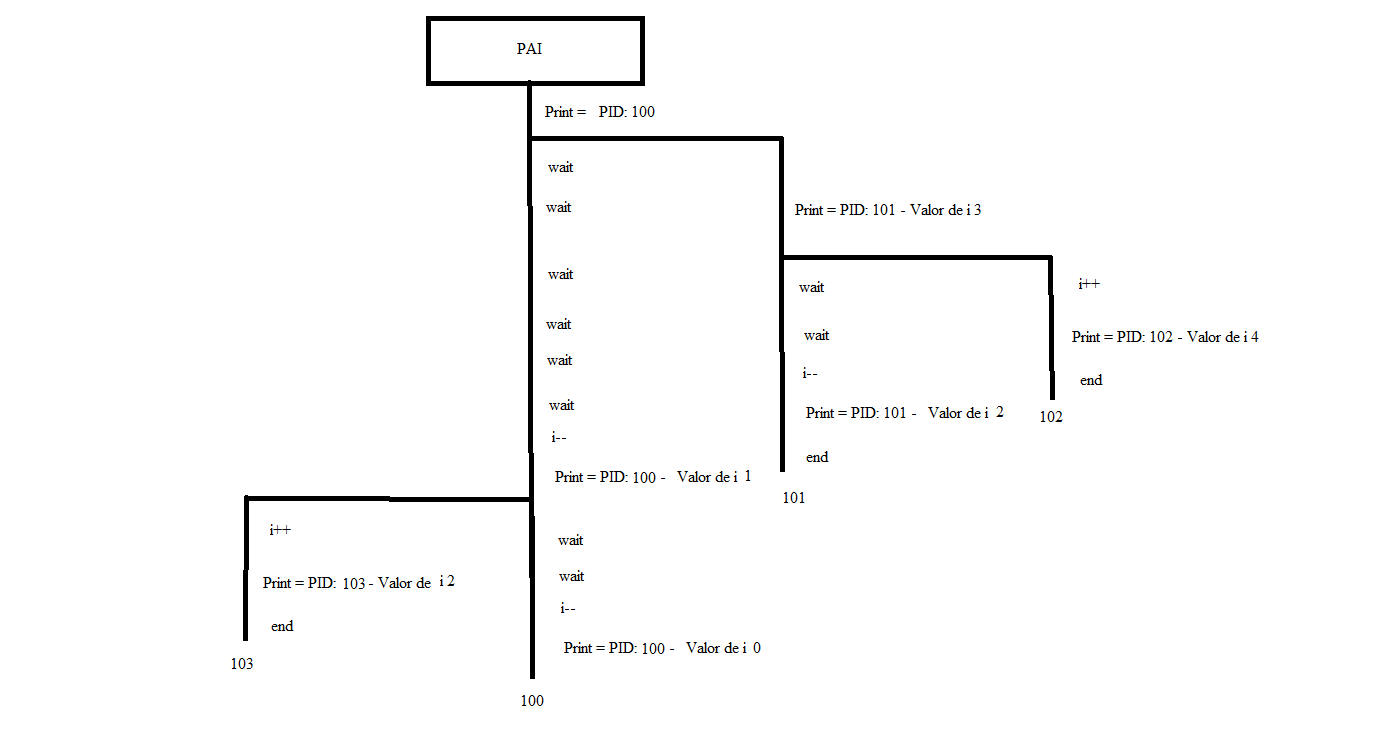 PAI
Print = PID: 100
wait
wait
Print = PID: 101 - Valor de i 3
wait
wait
i++
wait
wait
Print = PID: 102 - Valor de i 4
wait
i--
end
wait
Print = PID: 101 - Valor de i 2
102
i--
end
Print = PID: 100 - Valor de i 1
101
i++
wait
wait
Print = PID: 103 - Valor de i 2
i--
end
Print = PID: 100 - Valor de i 0
103
100